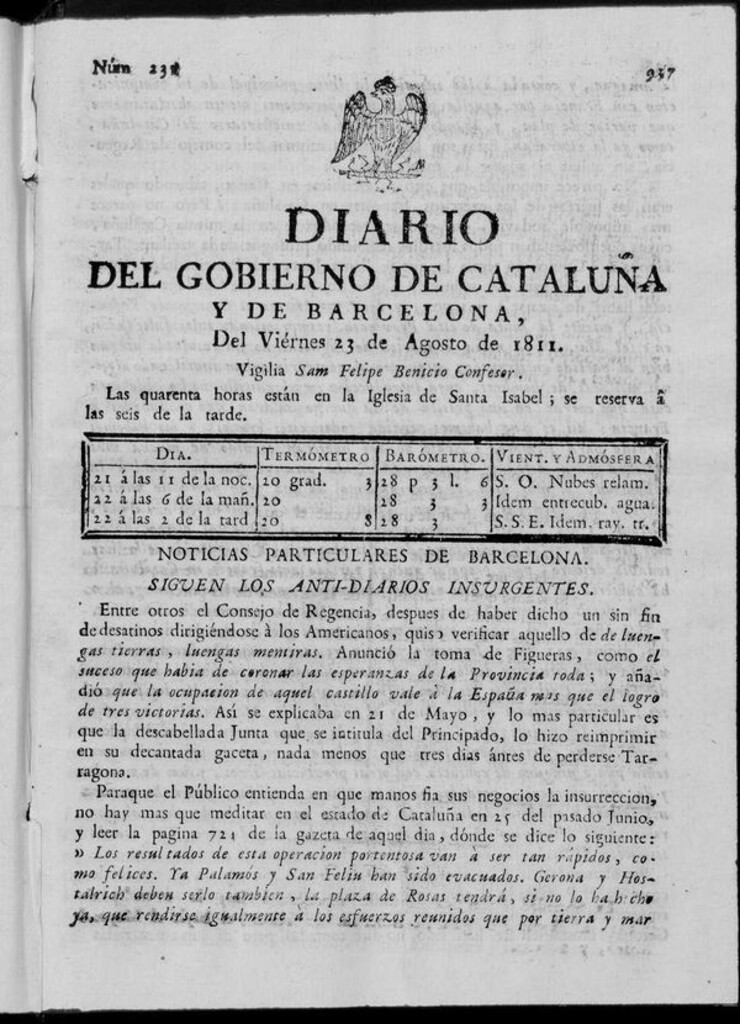 Núm 23
937
DIARIO
DEL GOBIERNO DE CATALUÑA
Y DE BARCELONA,
Del Viérnes 23 de Agosto de 1811.
Vigilia Sam Felipe Benicio Confesor.
Las quarenta horas están en la Iglesia de Santa Isabel; se reserva â
las seis de la tarde.
DIA. TERMÓMETRO BARÓMETRO. VIENT. Y ADMÓSFERA
21 á las 11 de la noc. 20 grad. 3 28 p 3 l. 6 S. O. Nubes relam.
22 á las 6 de la mañ. 20 28 3 3 Idem entrecub. agua.
22 á las 2 de la tard 20 8 28 3 S. S. E. Idem. ray. tr.
NOTICIAS PARTICULARES DE BARCELONA.
SIGUEN LOS ANTI-DIARIOS INSURGENTES.
Entre otros el Consejo de Regencia, despues de haber dicho un sin fin
de desatinos dirigiéndose à los Americanos, quiso verificar aquello de de luen-
gas tierras, luengas mentiras. Anunció la toma de Figueras, como el
suceso que habia de coronar las esperanzas de la Provincia toda; y aña-
dió que la ocupacion de aquel castillo vale à la España mas que el logro
de tres victorias. Así se explicaba en 21 de Mayo, y lo mas particular es
que la descabellada Junta que se intitula del Principado, lo hizo reimprimir
en su decantada gaceta, nada menos que tres dias ántes de perderse Tar-
ragona.
Paraque el Público entienda en que manos fia sus negocios la insurreccion,
no hay mas que meditar en el estado de Cataluña en 25 del pasado Junio,
y leer la pagina 721 de la gazeta de aquel dia, dónde se dice lo siguiente:
» Los resultados de esta operacion portentosa van à ser tan rápidos, co-
mo felices. Ya Palamós y San Feliu han sido evacuados. Gerona y Hos-
talrich deben serlo tambien, la plaza de Rosas tendrá, si no lo ha hecho
ya, que rendirse igualmente á los esfuerzos reunidos que por tierra y mar